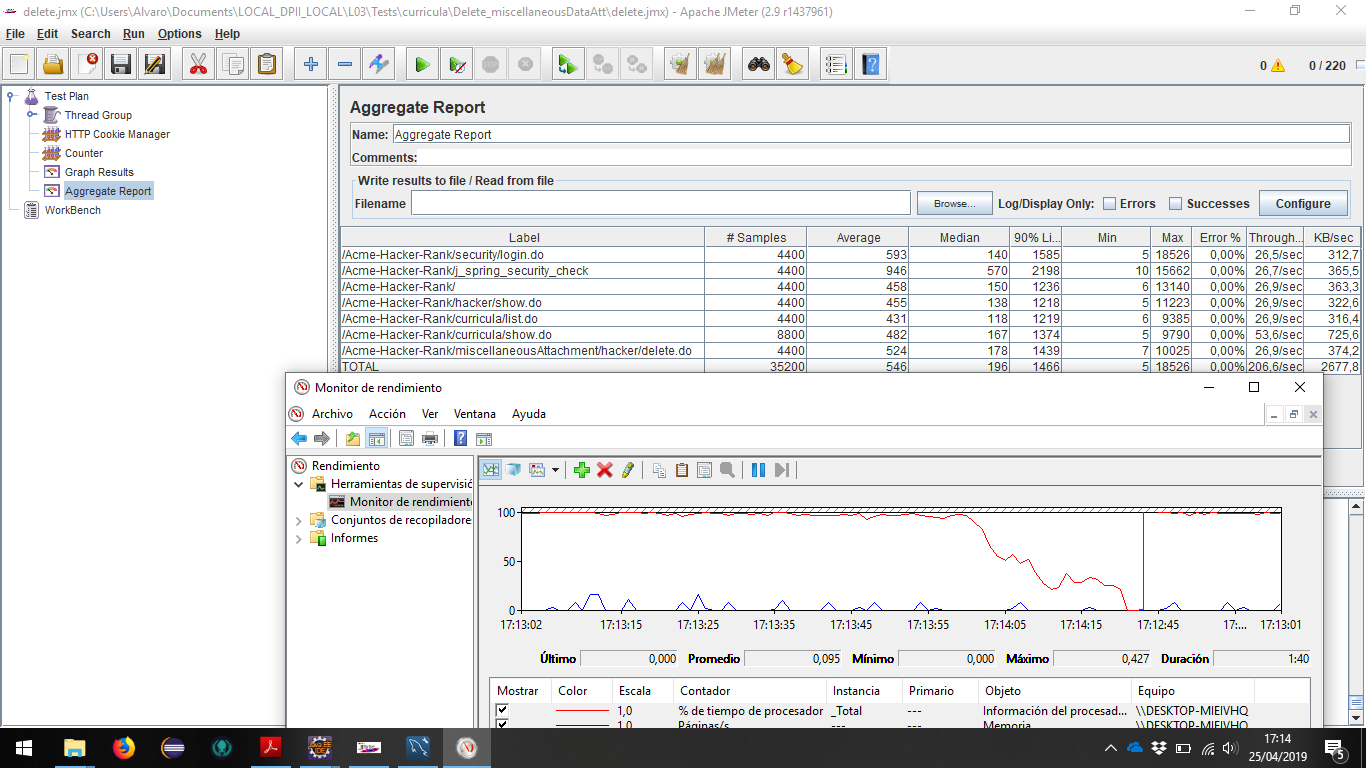 delete.jmx (C:\Users\Alvaro\Documents\LOCAL_DPII_LOCAL\L03\Tests\curricula\Delete_miscellaneousDataAtt\delete.jmx) - Apache JMeter (2.9 r1437961)
File Edit Search Run Options Help
0 0 / 220
Test Plan
Thread Group
HTTP Cookie Manager
Counter
Graph Results
Aggregate Report
WorkBench
Aggregate Report
Name: Aggregate Report
Comments:
Write results to file / Read from file
Filename Browse... Log/Display Only: Errors Successes Configure
Label # Samples Average Median 90% Li... Min Max Error % Through... KB/sec
/Acme-Hacker-Rank/security/login.do 4400 593 140 1585 5 18526 0,00% 26,5/sec 312,7
/Acme-Hacker-Rank/j_spring_security_check 4400 946 570 2198 10 15662 0,00% 26,7/sec 365,5
/Acme-Hacker-Rank/ 4400 458 150 1236 6 13140 0,00% 26,9/sec 363,3
/Acme-Hacker-Rank/hacker/show.do 4400 455 138 1218 5 11223 0,00% 26,9/sec 322,6
/Acme-Hacker-Rank/curricula/list.do 4400 431 118 1219 6 9385 0,00% 26,9/sec 316,4
/Acme-Hacker-Rank/curricula/show.do 8800 482 167 1374 5 9790 0,00% 53,6/sec 725,6
/Acme-Hacker-Rank/miscellaneousAttachment/hacker/delete.do 4400 524 178 1439 7 10025 0,00% 26,9/sec 374,2
TOTAL 35200 546 196 1466 5 18526 0,00% 206,6/sec 2677,8
Monitor de rendimiento
Archivo Acción Ver Ventana Ayuda
Rendimiento
Herramientas de supervisió
Monitor de rendimiento
Conjuntos de recopiladore
Informes
100
50
0
17:13:02 17:13:15 17:13:25 17:13:35 17:13:45 17:13:55 17:14:05 17:14:15 17:12:45 17:... 17:13:01
Último 0,000 Promedio 0,095 Mínimo 0,000 Máximo 0,427 Duración 1:40
Mostrar Color Escala Contador Instancia Primario Objeto Equipo
1,0 % de tiempo de procesador _Total --- Información del procesad... \\DESKTOP-MIEIVHQ
1,0 Páginas/s --- Memoria \\DESKTOP-MIEIVHQ
17:14
25/04/2019
5